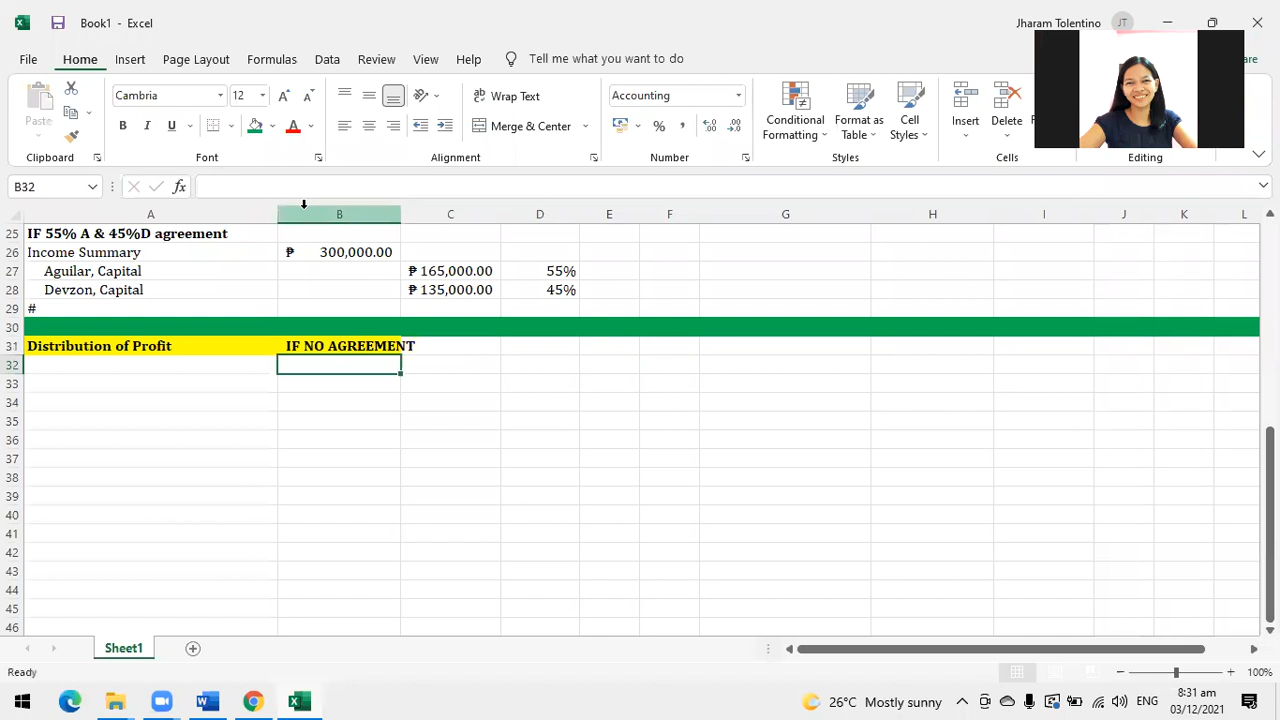 Book1 - Excel
Jharam Tolentino
JT
File Home Insert Page Layout Formulas Data Review View Help Tell me what you want to do
Paste
Cambria 12
B I U
Wrap Text
Merge & Center
Accounting
% ,
Conditional Formatting
Format as Table
Cell Styles
Insert
Delete
Clipboard Font Alignment Number Styles Cells Editing
B32 fx
A B C D E F G H I J K L
25 IF 55% A & 45%D agreement
26 Income Summary ₱ 300,000.00
27 Aguilar, Capital ₱ 165,000.00 55%
28 Devzon, Capital ₱ 135,000.00 45%
29 #
30
31 Distribution of Profit IF NO AGREEMENT
32
33
34
35
36
37
38
39
40
41
42
43
44
45
46
Sheet1
Ready 100%
26°C Mostly sunny ENG 8:31 am
03/12/2021